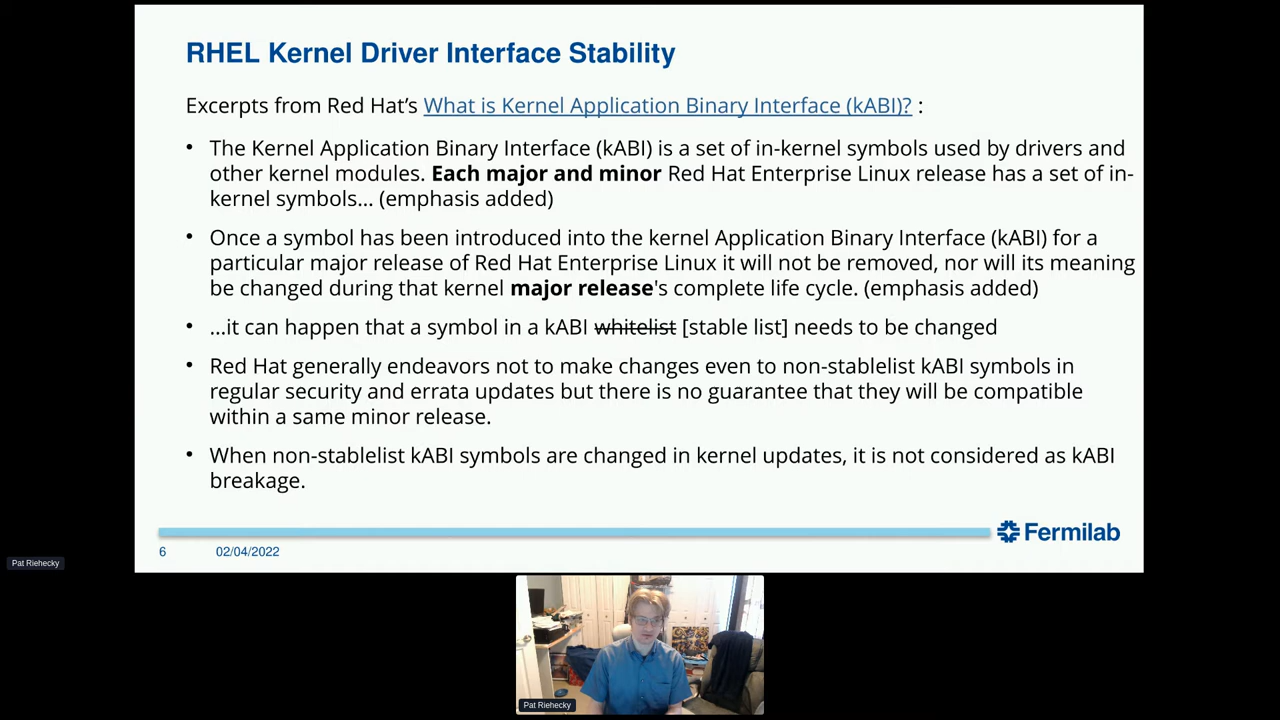 RHEL Kernel Driver Interface Stability
Excerpts from Red Hat's What is Kernel Application Binary Interface (kABI)? :
• The Kernel Application Binary Interface (kABI) is a set of in-kernel symbols used by drivers and
other kernel modules. Each major and minor Red Hat Enterprise Linux release has a set of in-
kernel symbols... (emphasis added)
• Once a symbol has been introduced into the kernel Application Binary Interface (kABI) for a
particular major release of Red Hat Enterprise Linux it will not be removed, nor will its meaning
be changed during that kernel major release's complete life cycle. (emphasis added)
• ...it can happen that a symbol in a kABI whitelist [stable list] needs to be changed
• Red Hat generally endeavors not to make changes even to non-stablelist kABI symbols in
regular security and errata updates but there is no guarantee that they will be compatible
within a same minor release.
• When non-stablelist kABI symbols are changed in kernel updates, it is not considered as kABI
breakage.
Fermilab
6 02/04/2022
Pat Riehecky
Pat Riehecky